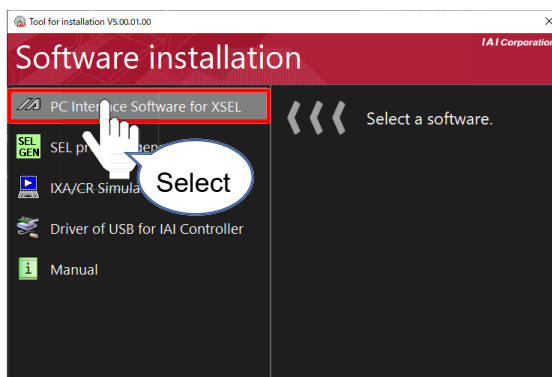 Tool for installation V5.00.01.00
Software installation
IAI Corporation
PC Interface Software for XSEL
Select a software.
SEL
GEN
SEL
Select
IXA/CR Simula
Driver of USB for IAI Controller
Manual